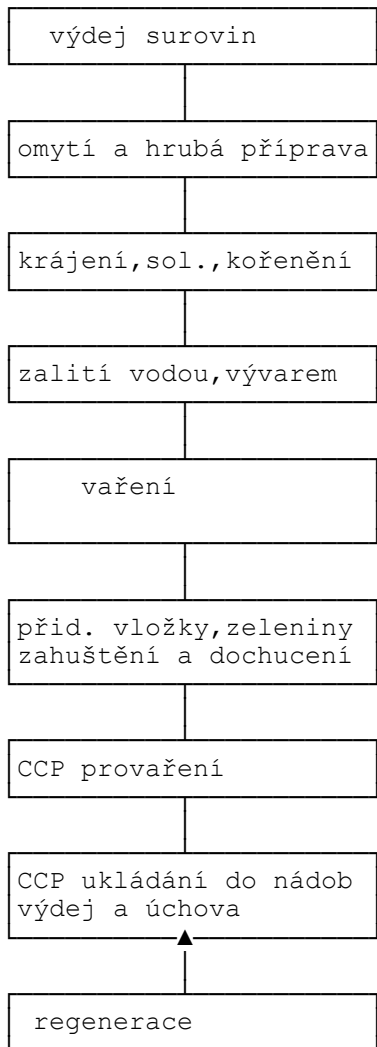 výdej surovin
omytí a hrubá příprava
krájení,sol.,kořenění
zalití vodou,vývarem
vaření
přid. vložky,zeleniny
zahuštění a dochucení
CCP provaření
CCP ukládání do nádob
výdej a úchova
regenerace